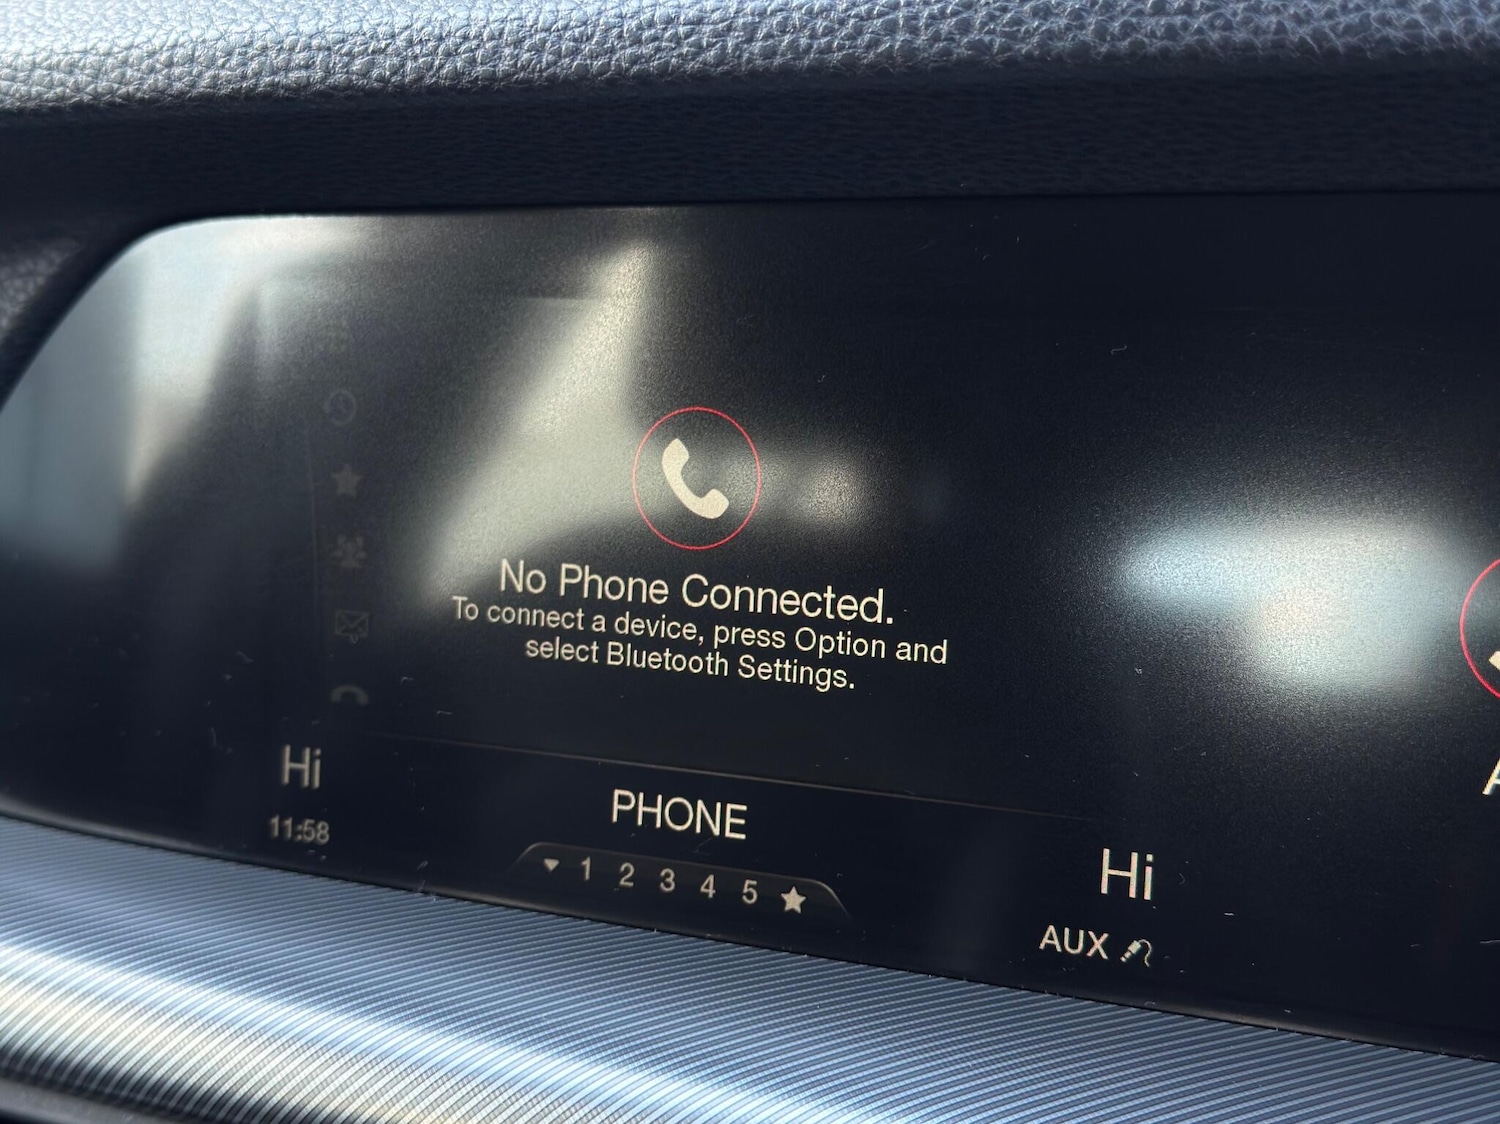 No Phone Connected.
To connect a device, press Option and
select Bluetooth Settings.
Hi
11:58
PHONE
1 2 3 4 5
Hi
AUX